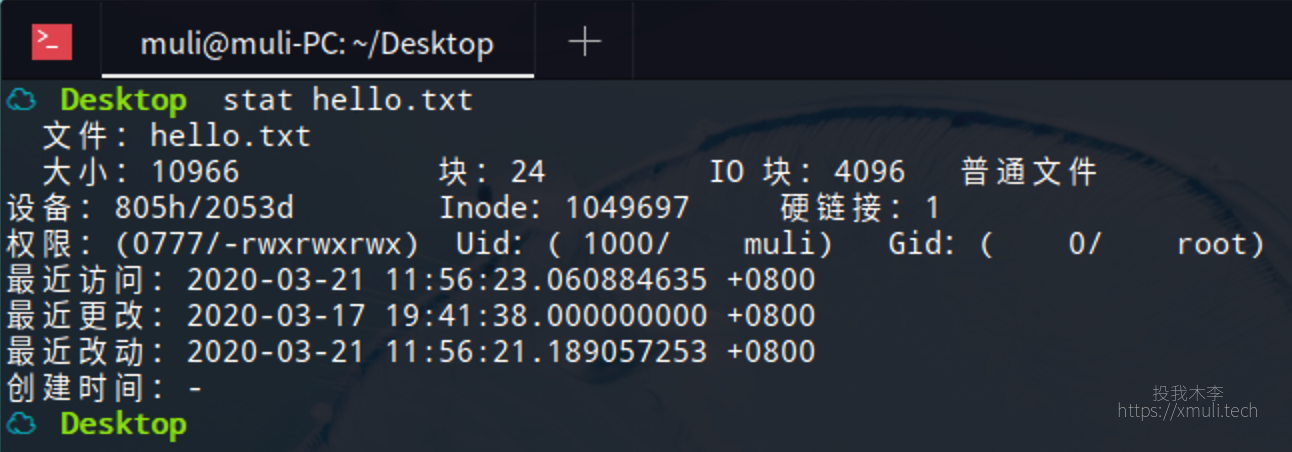 muli@muli-PC: ~/Desktop
Desktop stat hello.txt
文件：hello.txt
大小：10966 块：24 IO 块：4096 普通文件
设备：805h/2053d Inode: 1049697 硬链接：1
权限：(0777/-rwxrwxrwx) Uid: ( 1000/ muli) Gid: ( 0/ root)
最近访问：2020-03-21 11:56:23.060884635 +0800
最近更改：2020-03-17 19:41:38.000000000 +0800
最近改动：2020-03-21 11:56:21.189057253 +0800
创建时间：-
Desktop
投我木李
https://xmuli.tech